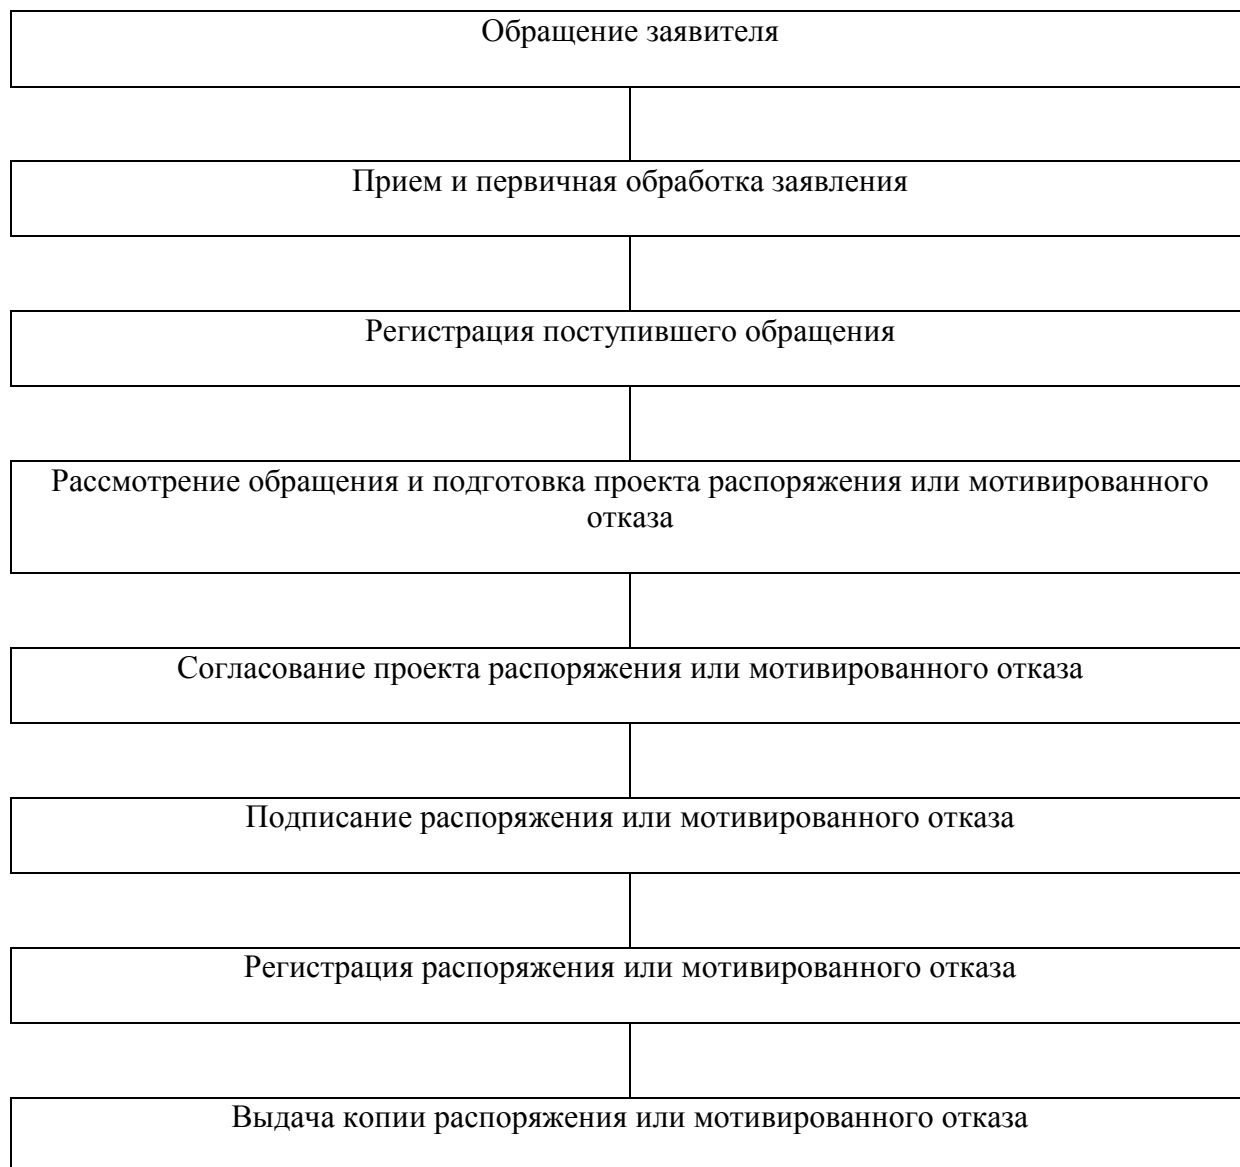 Обращение заявителя
Прием и первичная обработка заявления
Регистрация поступившего обращения
Рассмотрение обращения и подготовка проекта распоряжения или мотивированного
отказа
Согласование проекта распоряжения или мотивированного отказа
Подписание распоряжения или мотивированного отказа
Регистрация распоряжения или мотивированного отказа
Выдача копии распоряжения или мотивированного отказа